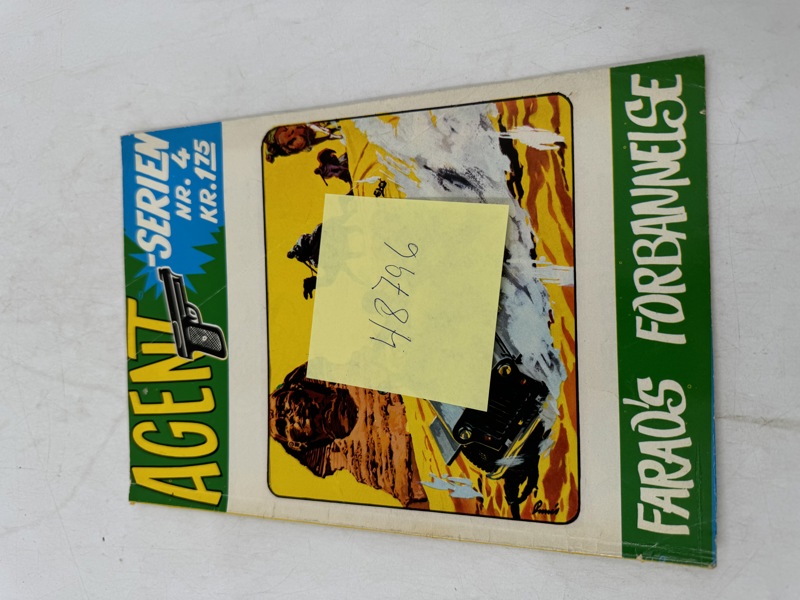 AGENT
-SERIEN
NR. 4
KR. 1.75
48796
FARAO'S FORBANNELSE